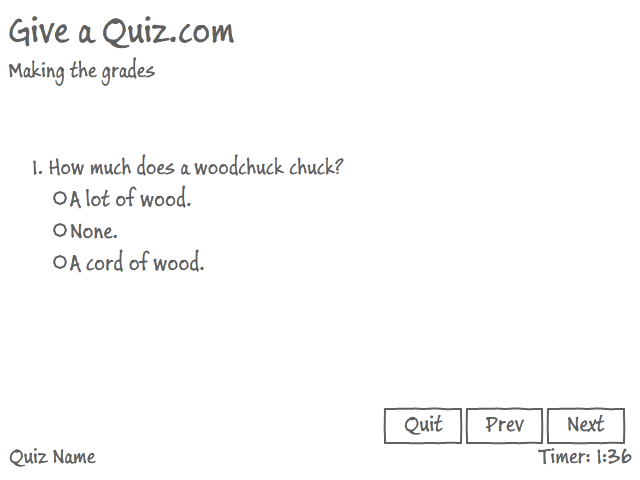 Give a Quiz.com
Making the grades
1. How much does a woodchuck chuck?
A lot of wood.
None.
A cord of wood.
Quit Prev Next
Quiz Name Timer: 1:36